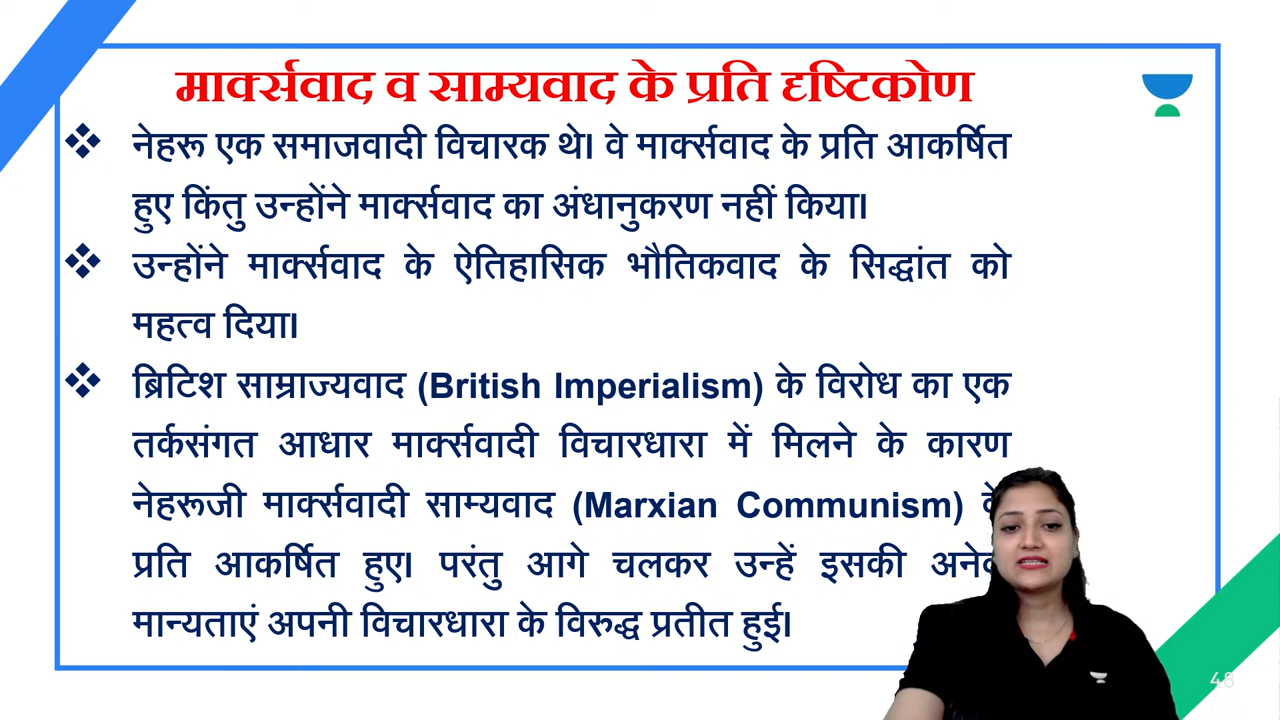 मार्क्सवाद व साम्यवाद के प्रति दृष्टिकोण
नेहरू एक समाजवादी विचारक थे। वे मार्क्सवाद के प्रति आकर्षित
हुए किंतु उन्होंने मार्क्सवाद का अंधानुकरण नहीं किया।
उन्होंने मार्क्सवाद के ऐतिहासिक भौतिकवाद के सिद्धांत को
महत्व दिया।
ब्रिटिश साम्राज्यवाद (British Imperialism) के विरोध का एक
तर्कसंगत आधार मार्क्सवादी विचारधारा में मिलने के कारण
नेहरूजी मार्क्सवादी साम्यवाद (Marxian Communism)
प्रति आकर्षित हुए। परंतु आगे चलकर उन्हें इसकी
मान्यताएं अपनी विचारधारा के विरुद्ध प्रतीत हुई।
48